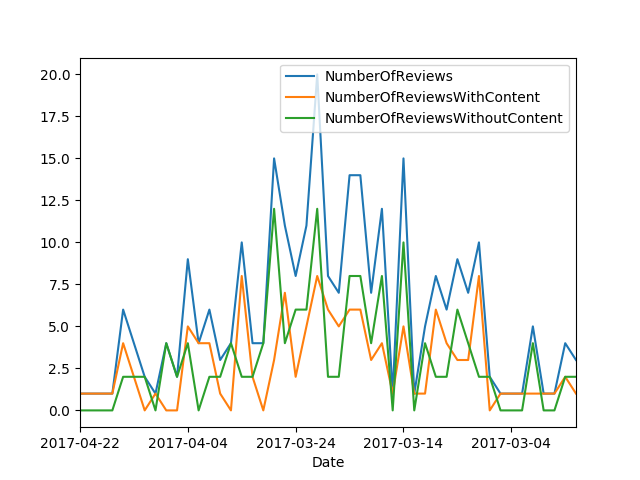 20.0
17.5
15.0
12.5
10.0
7.5
5.0
2.5
0.0
NumberOfReviews
NumberOfReviewsWithContent
NumberOfReviewsWithoutContent
2017-04-22 2017-04-04 2017-03-24 2017-03-14 2017-03-04
Date